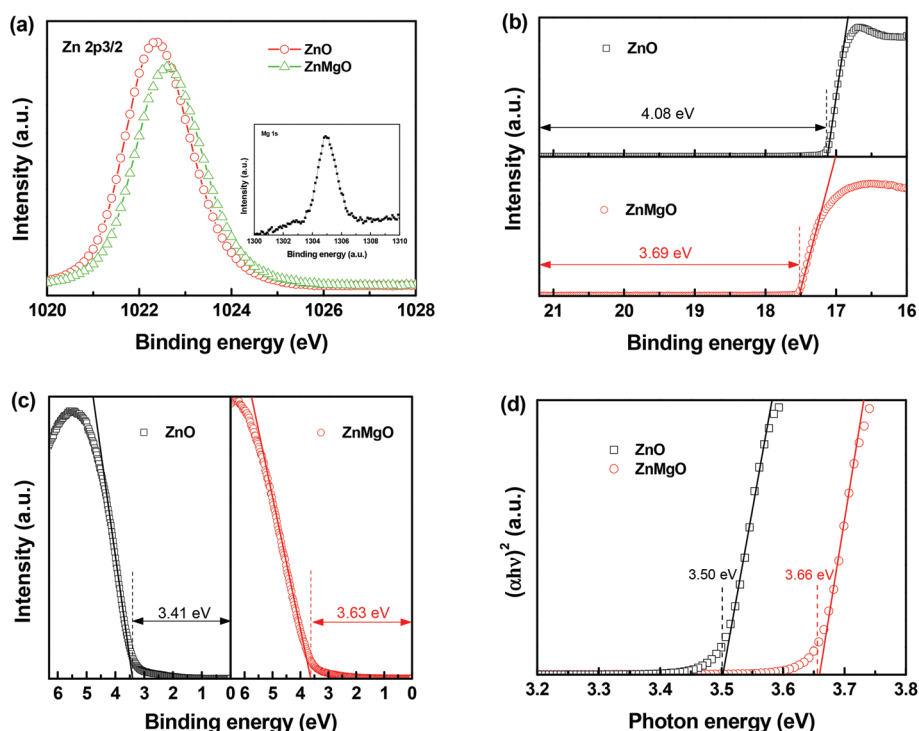 (a)
Zn 2p3/2
ZnO
ZnMgO
Intensity (a.u.)
Mg 1s
Intensity (a.u.)
1300 1302 1304 1306 1308 1310
Binding energy (a.u.)
1020 1022 1024 1026 1028
Binding energy (eV)
(b)
ZnO
4.08 eV
Intensity (a.u.)
ZnMgO
3.69 eV
21 20 19 18 17 16
Binding energy (eV)
(c)
ZnO
ZnMgO
Intensity (a.u.)
3.41 eV
3.63 eV
6 5 4 3 2 1 0 6 5 4 3 2 1 0
Binding energy (eV)
(d)
ZnO
ZnMgO
(αhν)²  (a.u.)
3.50 eV
3.66 eV
3.2 3.3 3.4 3.5 3.6 3.7 3.8
Photon energy (eV)